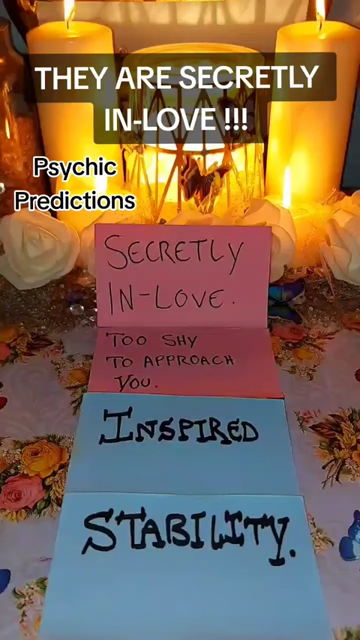 THEY ARE SECRETLY
IN-LOVE !!!
Psychic
Predictions
SECRETLY
IN-LOVE.
TOO SHY
TO APPROACH
YOU.
INSPIRED
STABILITY.